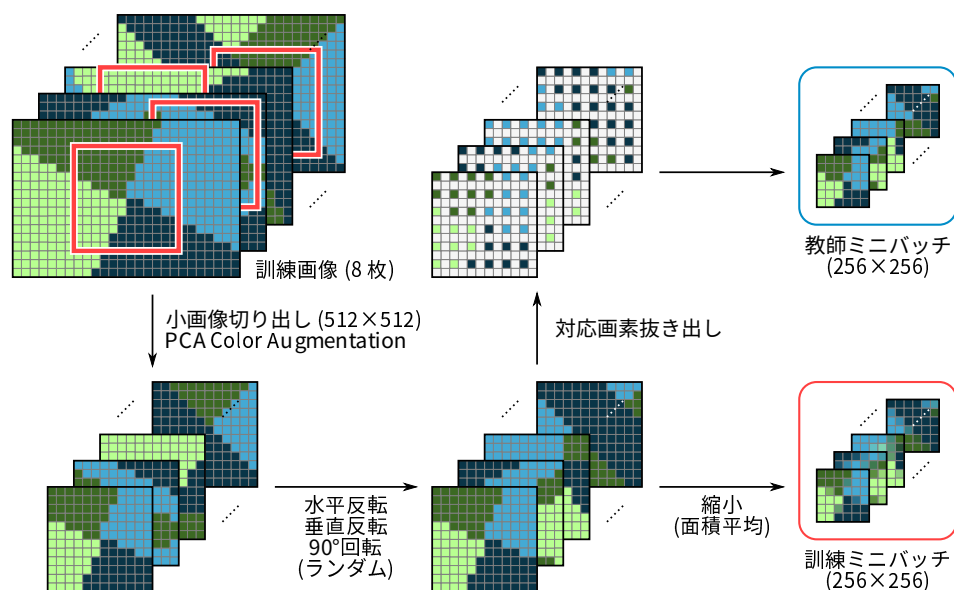 訓練画像 (8 枚)
小画像切り出し (512×512)
PCA Color Augmentation
対応画素抜き出し
教師ミニバッチ
(256×256)
水平反転
垂直反転
90°回転
(ランダム)
縮小
(面積平均)
訓練ミニバッチ
(256×256)